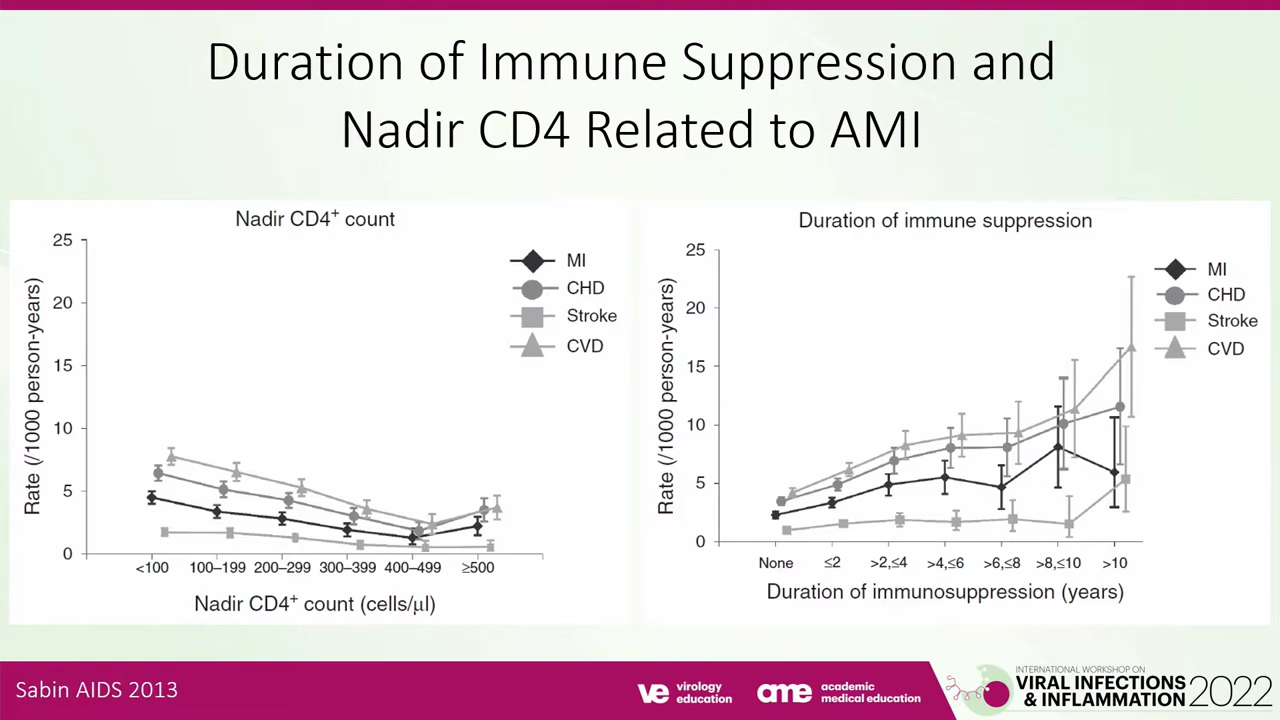 Duration of Immune Suppression and
Nadir CD4 Related to AMI
Nadir CD4+ count
25
20
15
10
5
0
Rate (/1000 person-years)
MI
CHD
Stroke
CVD
<100 100–199 200–299 300–399 400–499 ≥500
Nadir CD4+ count (cells/μl)
Duration of immune suppression
25
20
15
10
5
0
Rate (/1000 person-years)
MI
CHD
Stroke
CVD
None ≤2 >2,≤4 >4,≤6 >6,≤8 >8,≤10 >10
Duration of immunosuppression (years)
Sabin AIDS 2013
ve virology
education
ame academic
medical education
INTERNATIONAL WORKSHOP ON
VIRAL INFECTIONS
& INFLAMMATION 2022